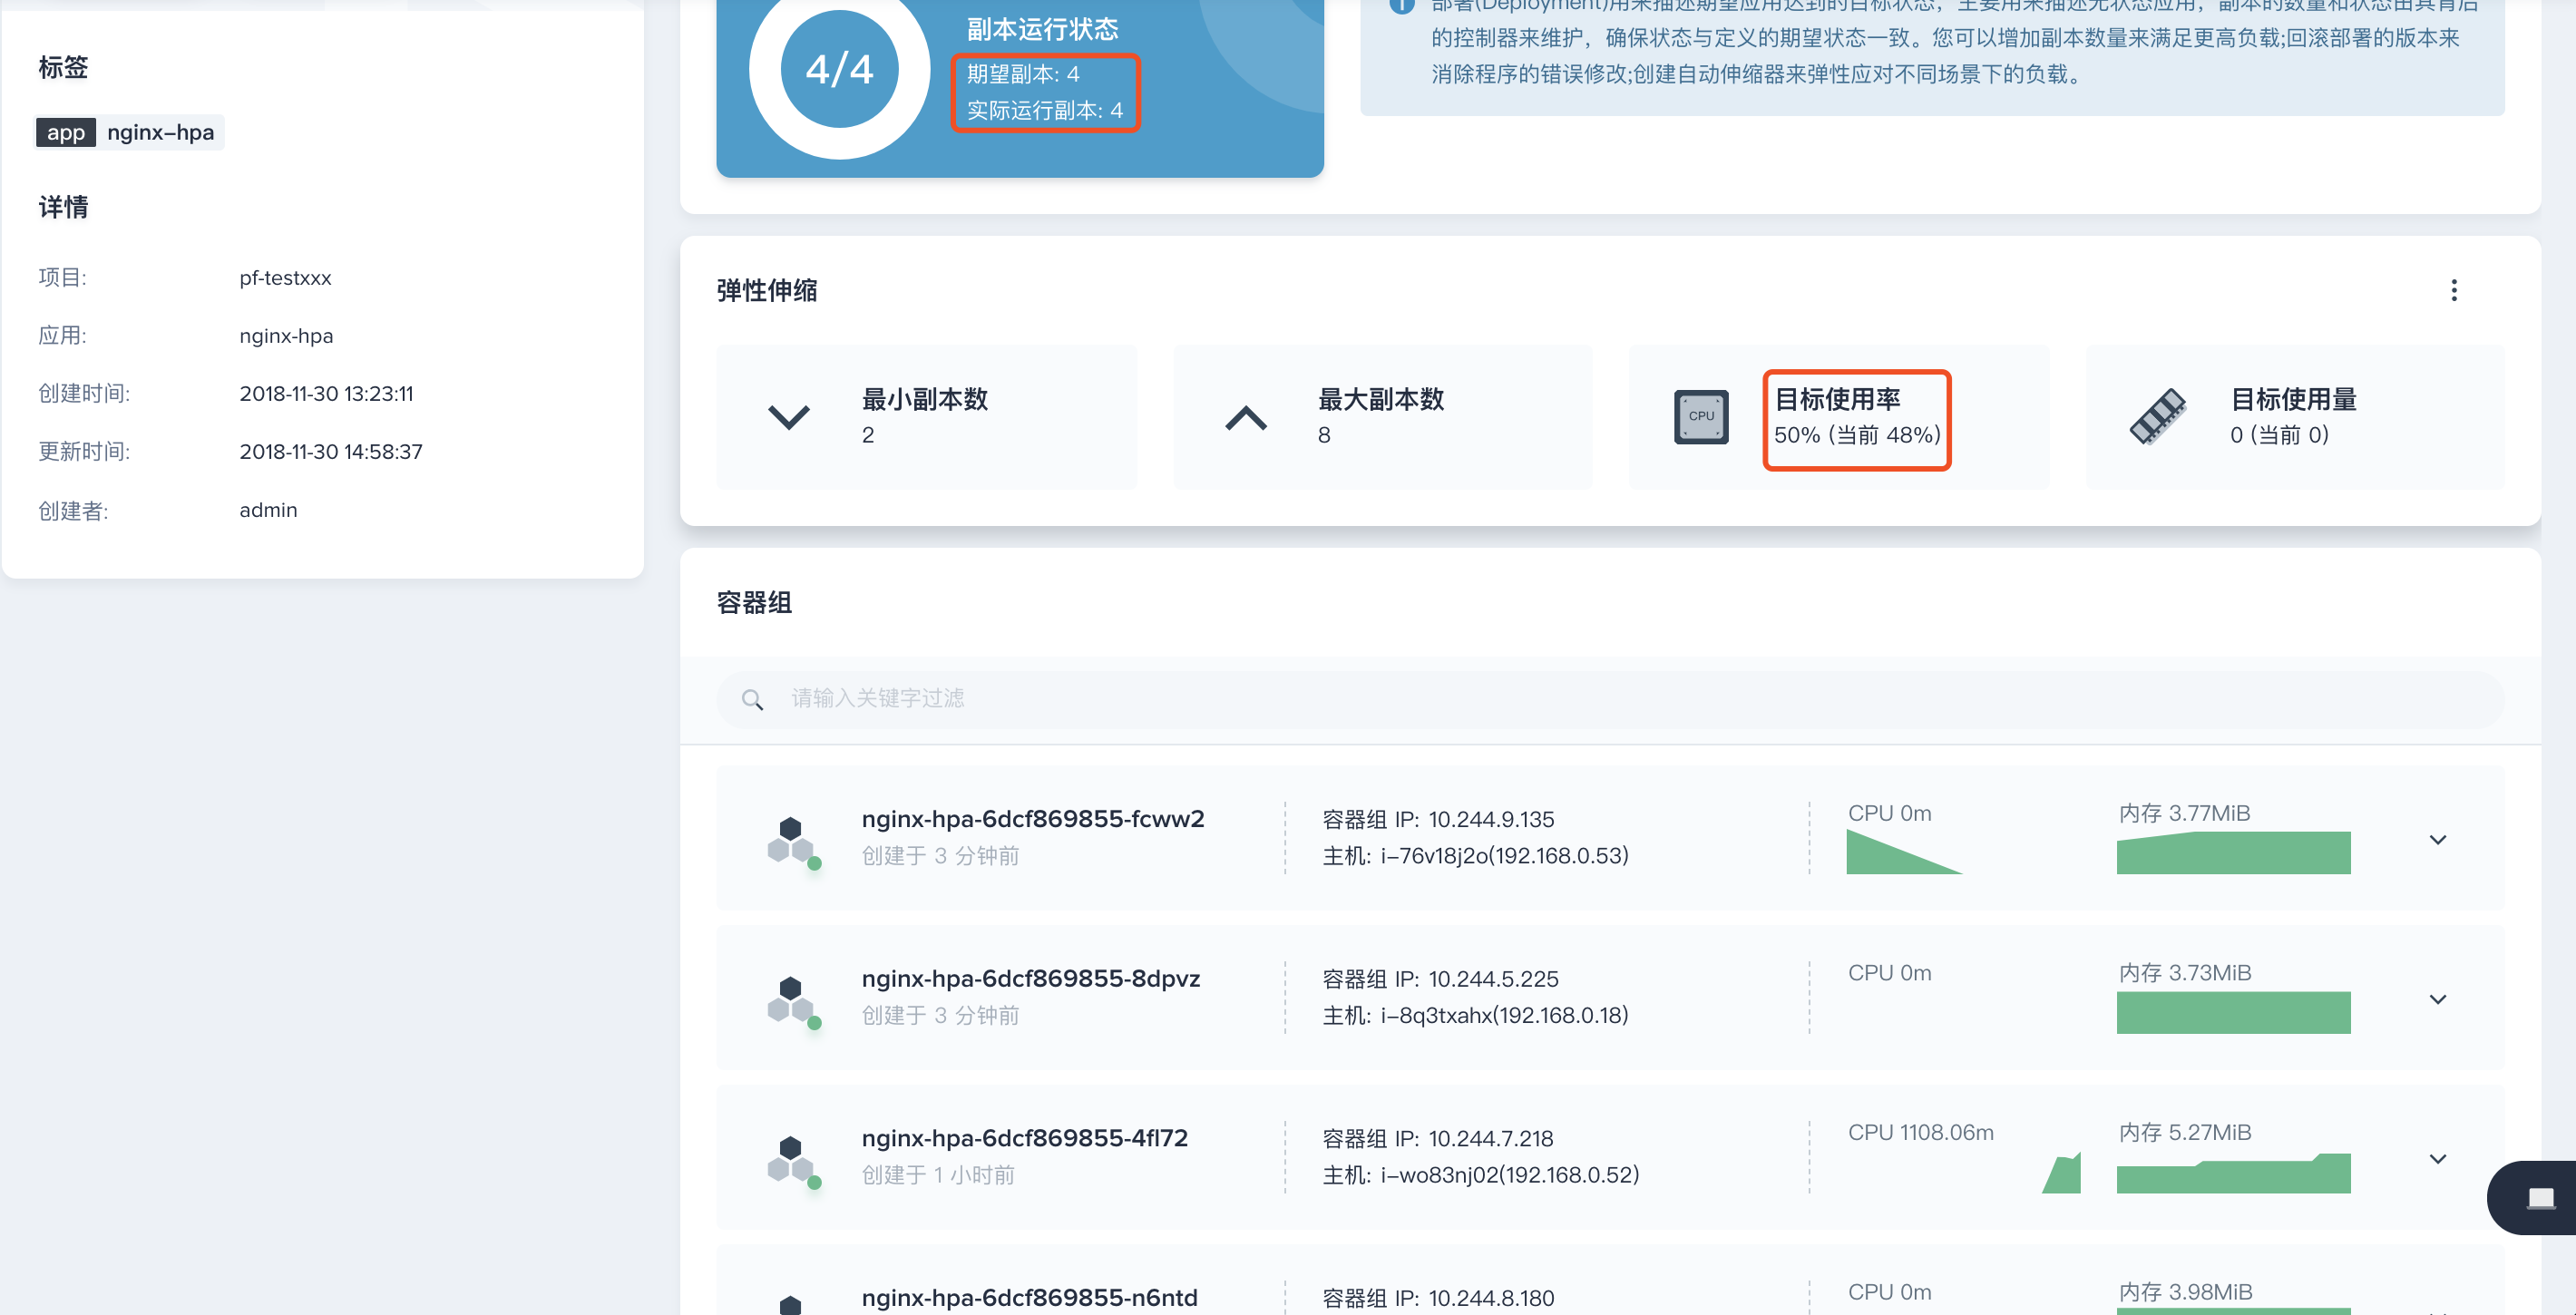 标签
app nginx-hpa
详情
项目: pf-testxxx
应用: nginx-hpa
创建时间: 2018-11-30 13:23:11
更新时间: 2018-11-30 14:58:37
创建者: admin
4/4
副本运行状态
期望副本: 4
实际运行副本: 4
部署(Deployment)用来描述期望应用达到的目标状态，主要用来描述无状态应用，副本的数量和状态由其背后
的控制器来维护，确保状态与定义的期望状态一致。您可以增加副本数量来满足更高负载;回滚部署的版本来
消除程序的错误修改;创建自动伸缩器来弹性应对不同场景下的负载。
弹性伸缩
最小副本数
2
最大副本数
8
CPU
目标使用率
50% (当前 48%)
目标使用量
0 (当前 0)
容器组
请输入关键字过滤
nginx-hpa-6dcf869855-fcww2
创建于 3 分钟前
容器组 IP: 10.244.9.135
主机: i-76v18j2o(192.168.0.53)
CPU 0m
内存 3.77MiB
nginx-hpa-6dcf869855-8dpvz
创建于 3 分钟前
容器组 IP: 10.244.5.225
主机: i-8q3txahx(192.168.0.18)
CPU 0m
内存 3.73MiB
nginx-hpa-6dcf869855-4fl72
创建于 1 小时前
容器组 IP: 10.244.7.218
主机: i-wo83nj02(192.168.0.52)
CPU 1108.06m
内存 5.27MiB
nginx-hpa-6dcf869855-n6ntd
容器组 IP: 10.244.8.180
CPU 0m
内存 3.98MiB